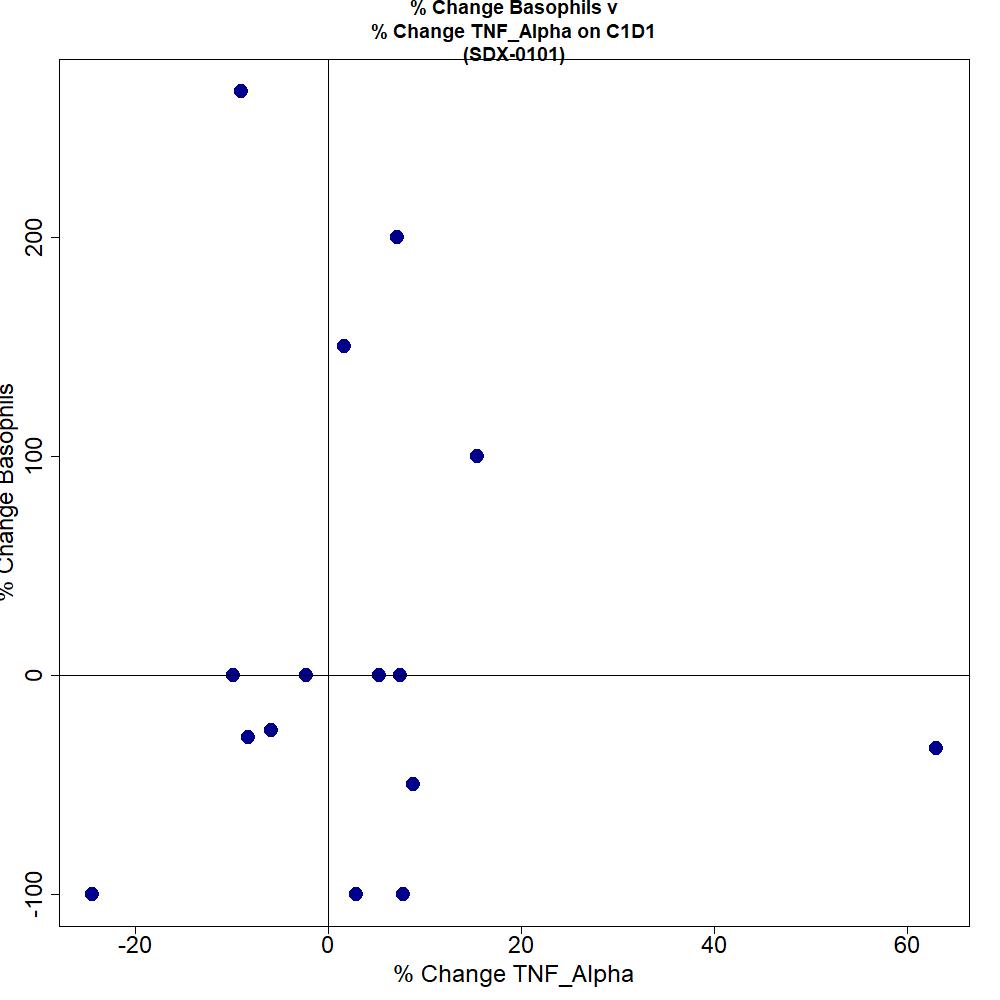 % Change Basophils v
% Change TNF_Alpha on C1D1
(SDX-0101)
% Change Basophils
200
100
0
-100
-20
0
20
40
60
% Change TNF_Alpha